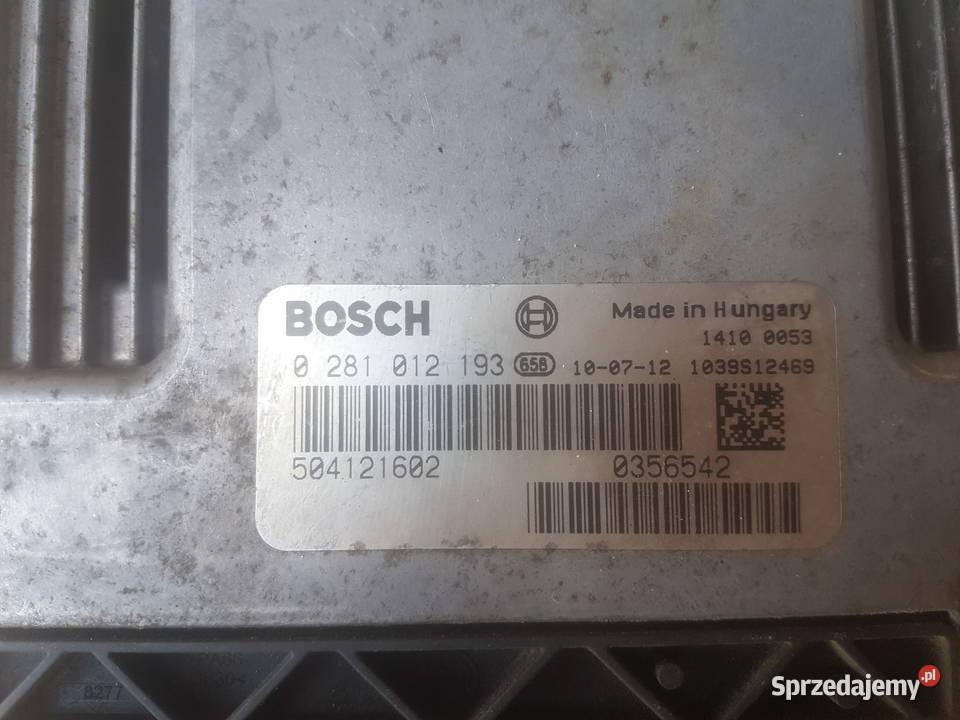 BOSCH
Made in Hungary
1410 0053
0 281 012 193 65B 10-07-12 1039S12469
504121602 0356542
8277
Sprzedajemy.pl